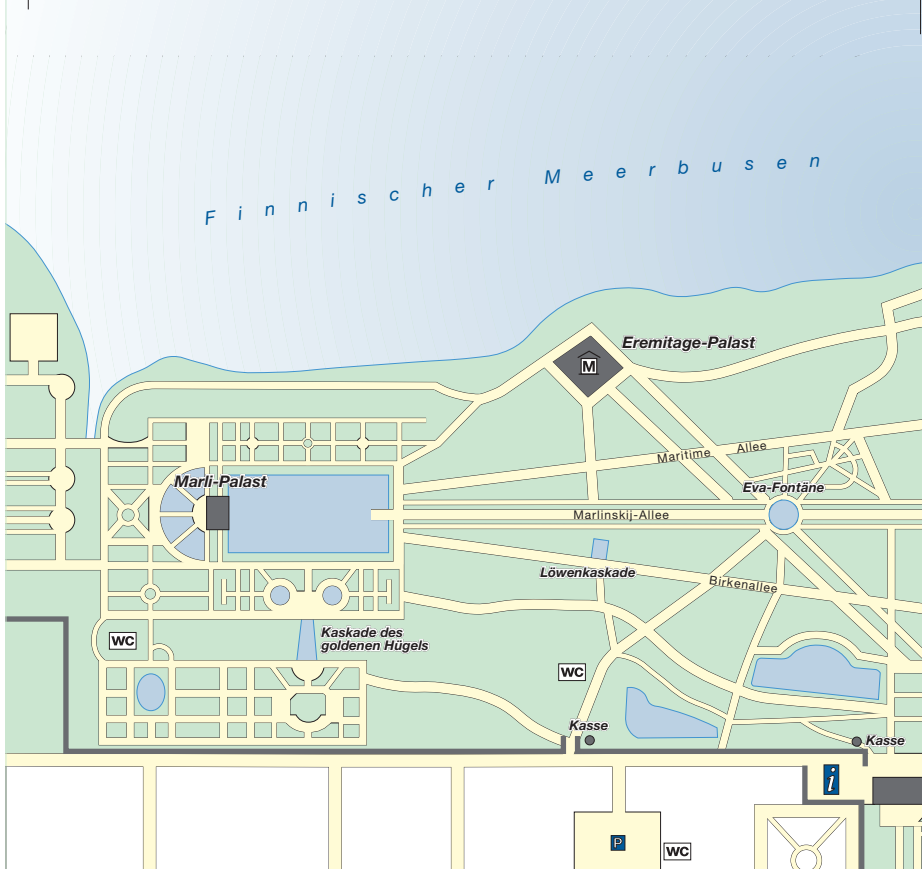 Finnischer Meerbusen
Eremitage-Palast
M
Maritime Allee
Marli-Palast
Eva-Fontäne
Marlinskij-Allee
Löwenkaskade
Birkenallee
Kaskade des
goldenen Hügels
WC
WC
Kasse
Kasse
i
P
WC